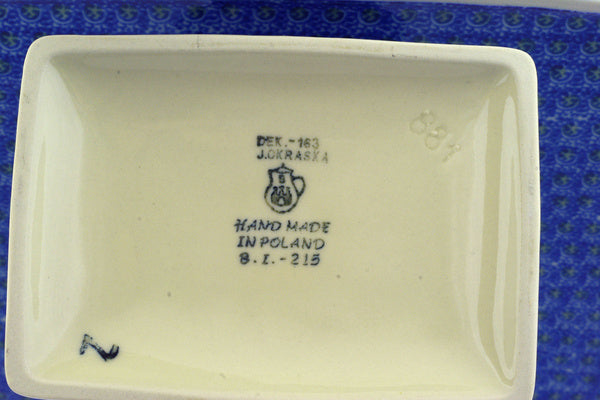 DEK.-163
J.OKRASKA
HAND MADE
IN POLAND
B.I.-215